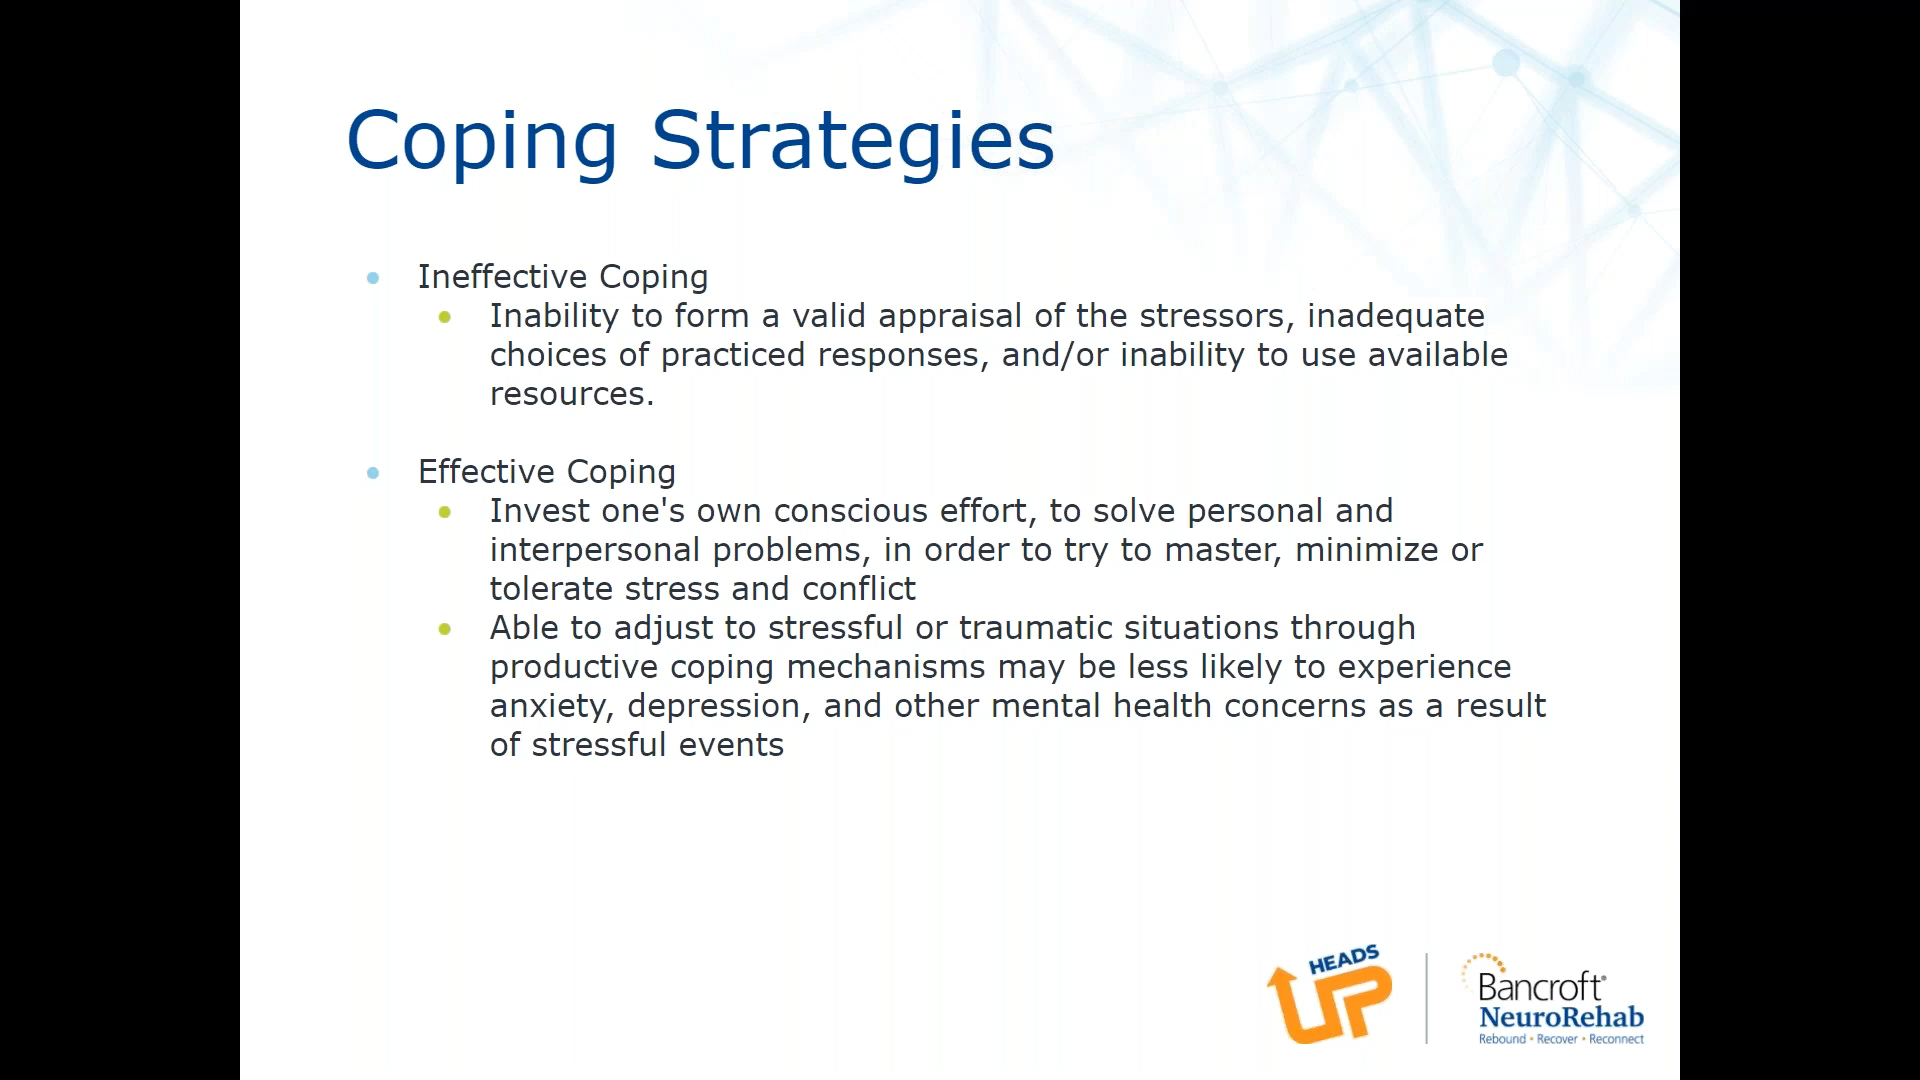 Coping Strategies
Ineffective Coping
Inability to form a valid appraisal of the stressors, inadequate
choices of practiced responses, and/or inability to use available
resources.
Effective Coping
Invest one's own conscious effort, to solve personal and
interpersonal problems, in order to try to master, minimize or
tolerate stress and conflict
Able to adjust to stressful or traumatic situations through
productive coping mechanisms may be less likely to experience
anxiety, depression, and other mental health concerns as a result
of stressful events
HEADS
UP
Bancroft®
NeuroRehab
Rebound • Recover • Reconnect